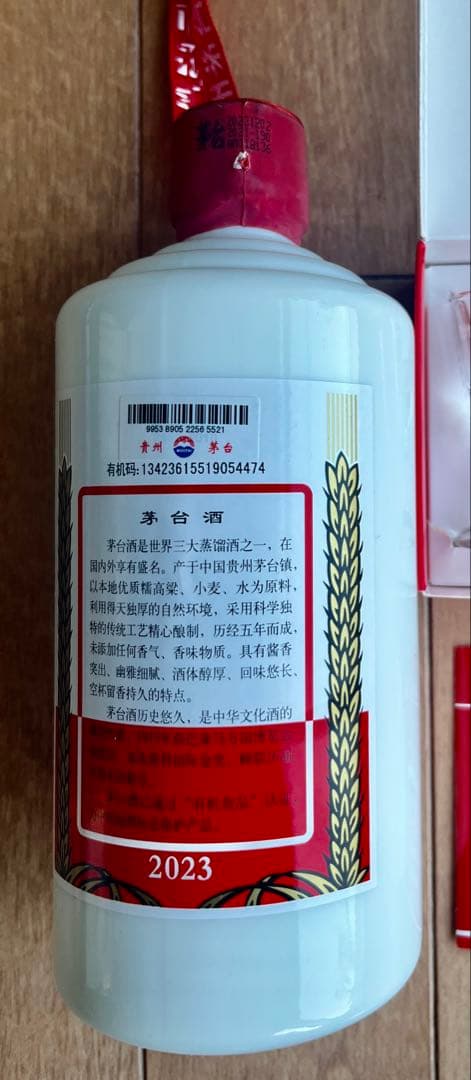 茅台
20231202
9953 8905 2256 5521
贵州 茅台
有机码:13423615519054474
茅台酒
茅台酒是世界三大蒸馏酒之一，在
国内外享有盛名。产于中国贵州茅台镇，
以本地优质糯高粱、小麦、水为原料，
利用得天独厚的自然环境，采用科学独
特的传统工艺精心酿制，历经五年而成，
未添加任何香气、香味物质。具有酱香
突出、幽雅细腻、酒体醇厚、回味悠长、
空杯留香持久的特点。
茅台酒历史悠久，是中华文化酒的
2023